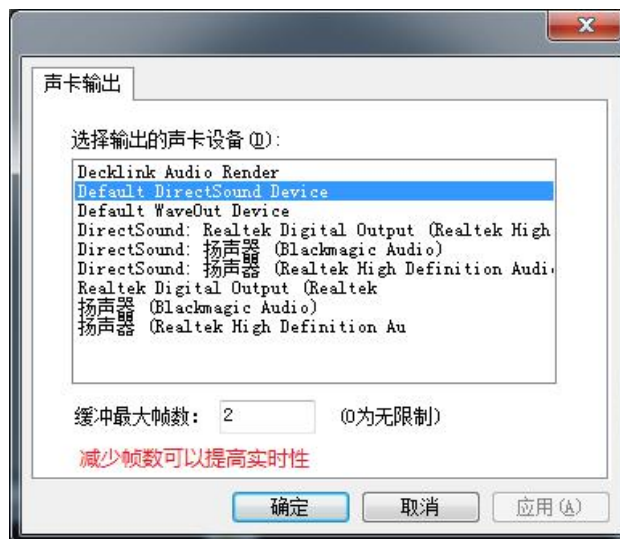 声卡输出
选择输出的声卡设备(D):
Decklink Audio Render
Default DirectSound Device
Default WaveOut Device
DirectSound: Realtek Digital Output (Realtek High
DirectSound: 扬声器 (Blackmagic Audio)
DirectSound: 扬声器 (Realtek High Definition Audi
Realtek Digital Output (Realtek
扬声器 (Blackmagic Audio)
扬声器 (Realtek High Definition Au
缓冲最大帧数: 2 (0为无限制)
减少帧数可以提高实时性
确定 取消 应用(A)